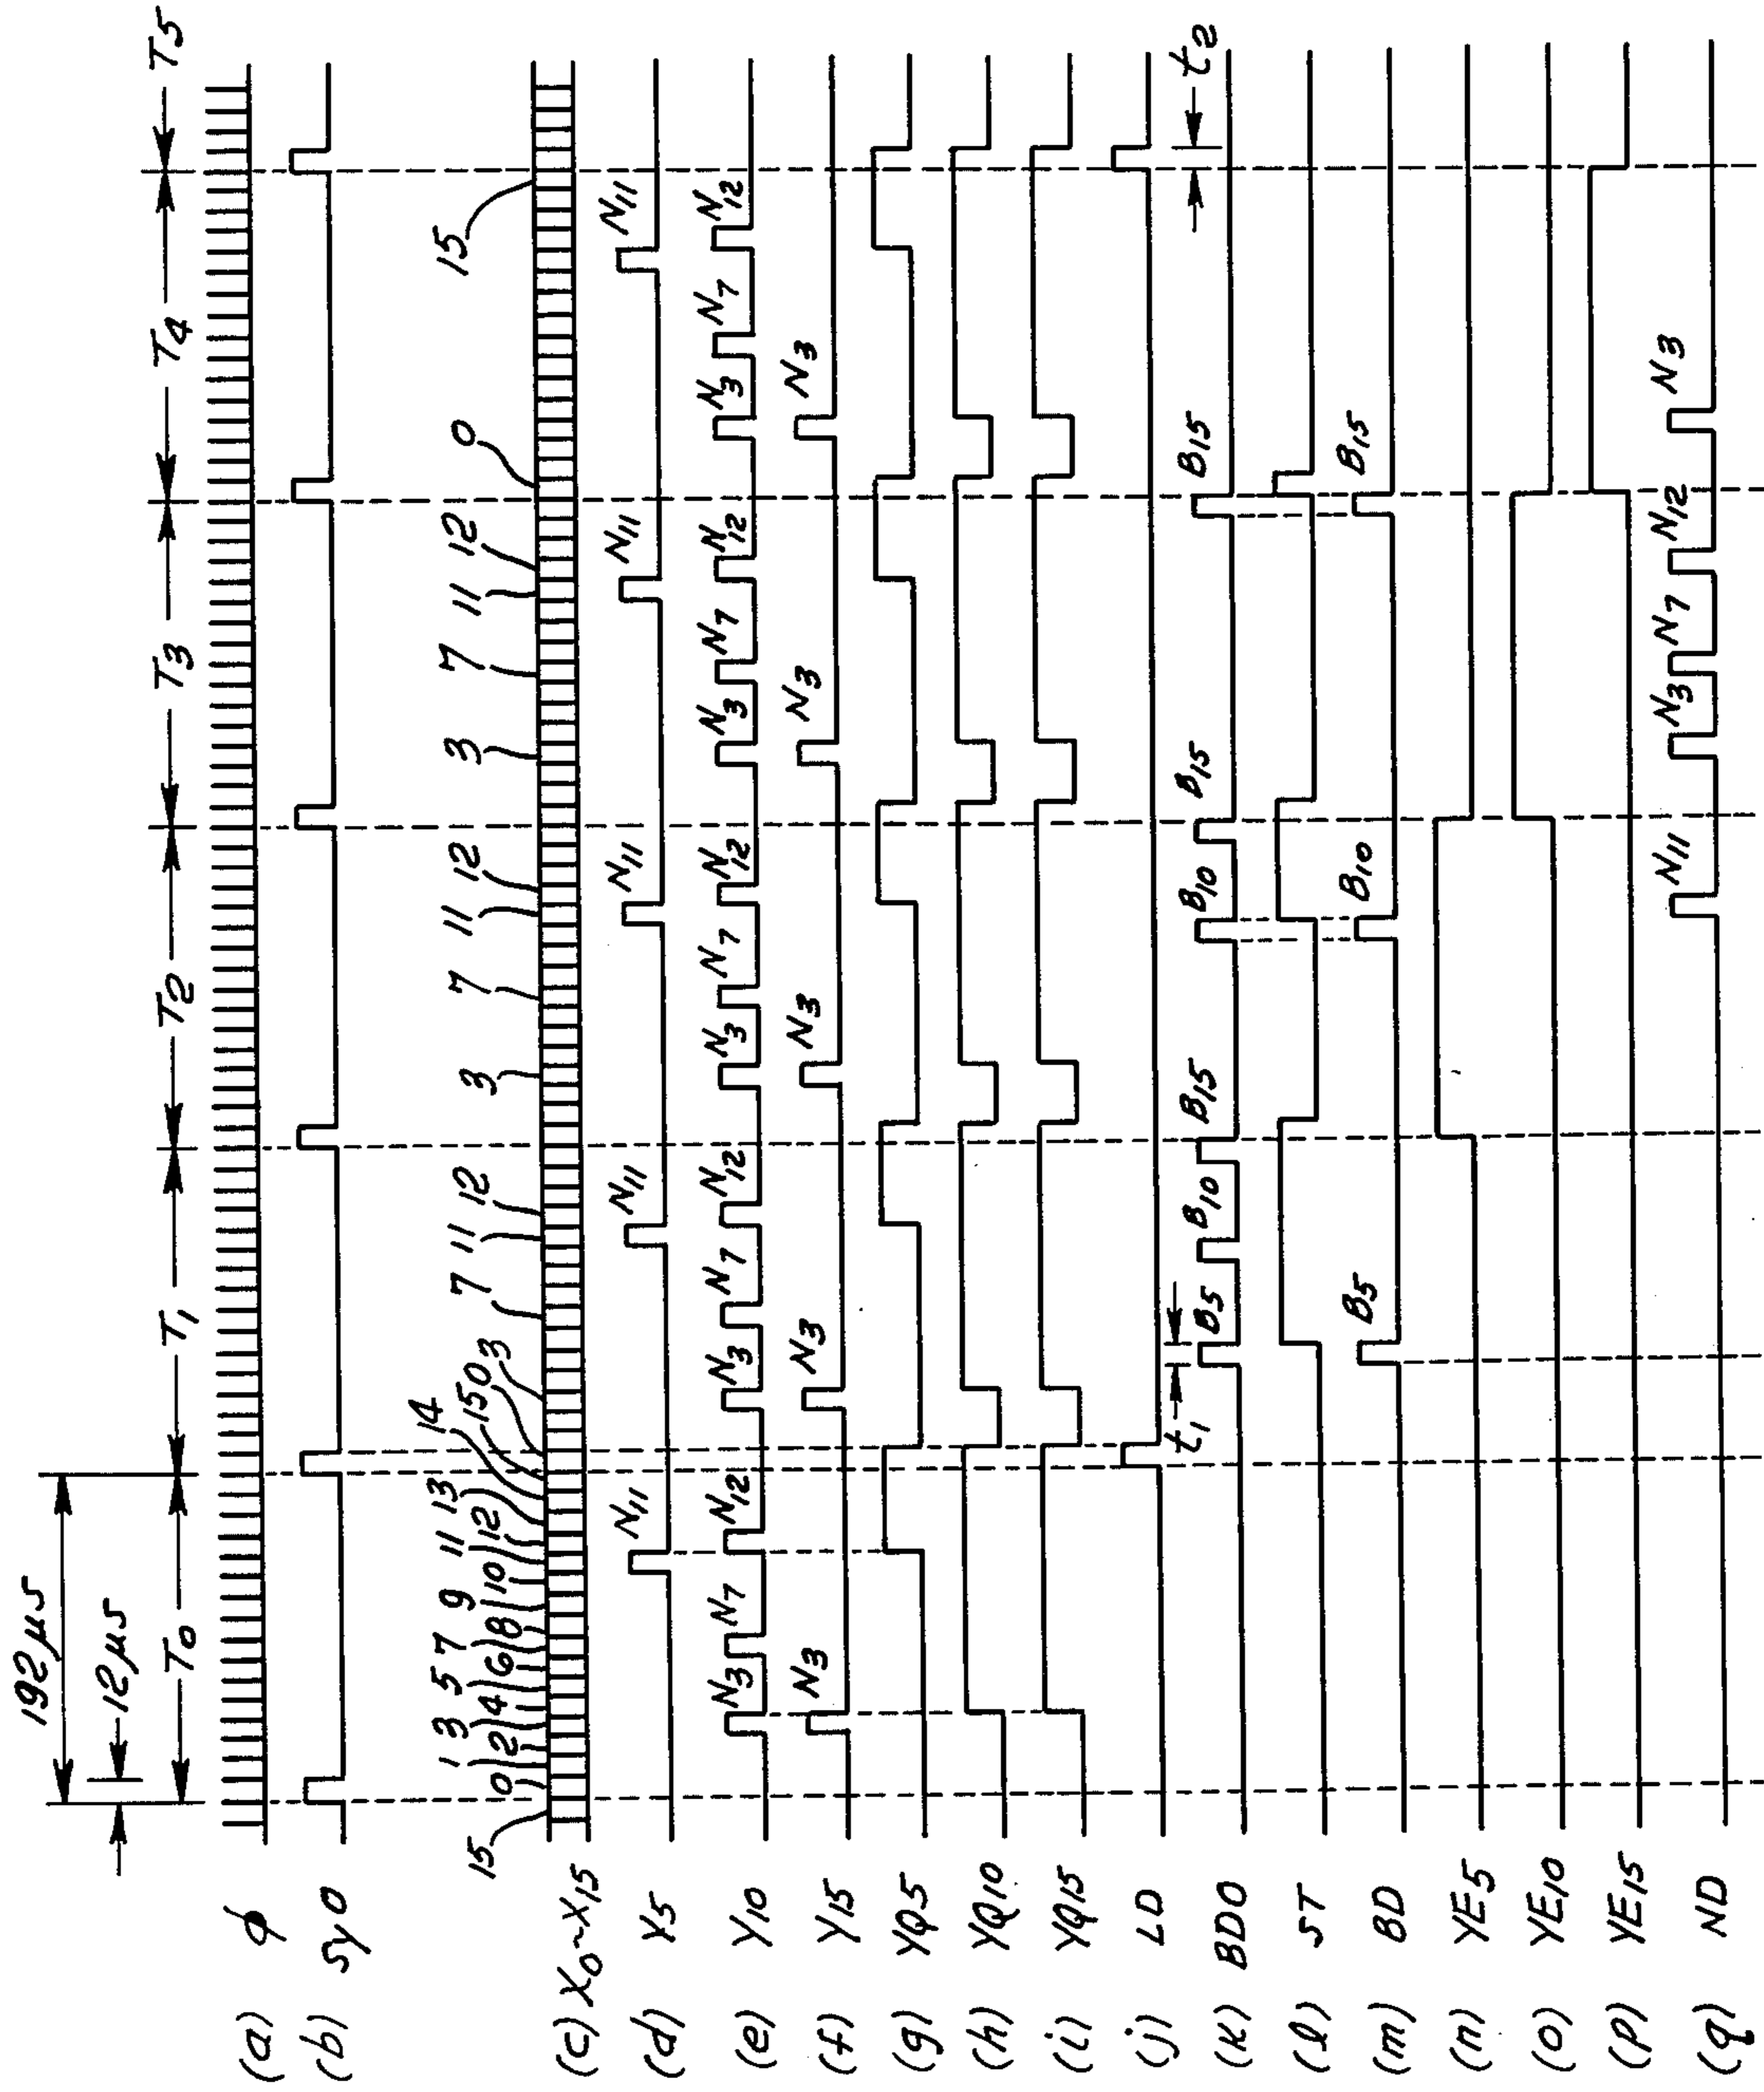 192 μs
12 μs
T0 T1 T2 T3 T4 T5
(a) φ
(b) SY0
15 0 1 2 3 4 5 6 7 8 9 10 11 12 13 14 15 0 3 7 11 12 3 7 11 12 3 7 11 12 0 15
(c) X0~X15
(d) Y5 N11 N11 N11 N11 N11
(e) Y10 N3 N7 N12 N3 N7 N12 N3 N7 N12 N3 N7 N12 N3 N7 N12
(f) Y15 N3 N3 N3 N3 N3
(g) YQ5
(h) YQ10
(i) YQ15
(j) LD
t1 t2
(k) BDO B5 B10 B15 B10 B15 B15
(l) ST
(m) BD B5 B10 B15
(n) YE5
(o) YE10
(p) YE15
(q) ND N11 N3 N7 N12 N3